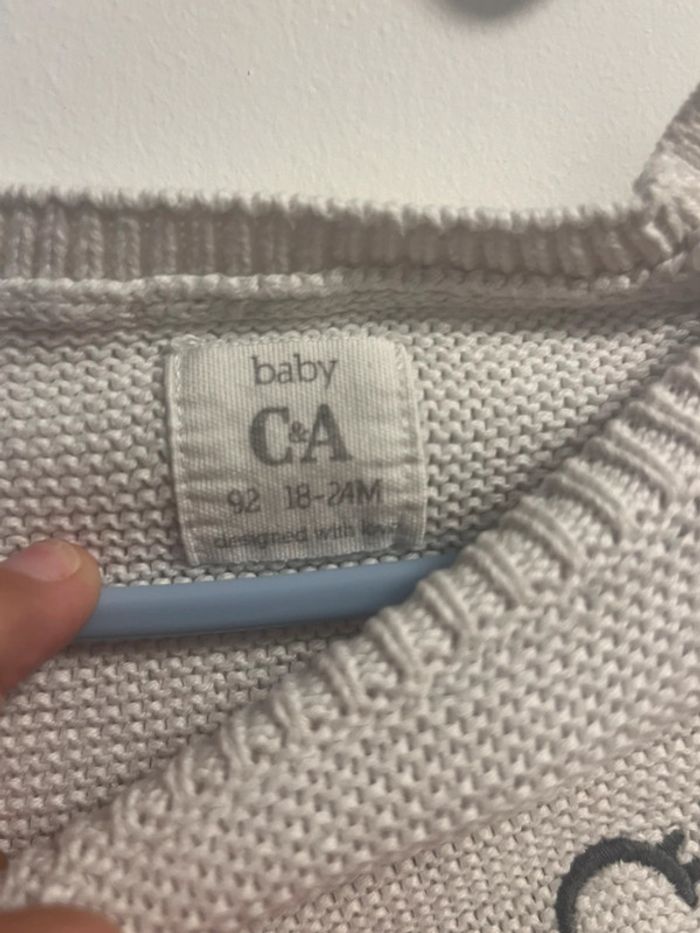 baby
C&A
92 18-24M
designed with love